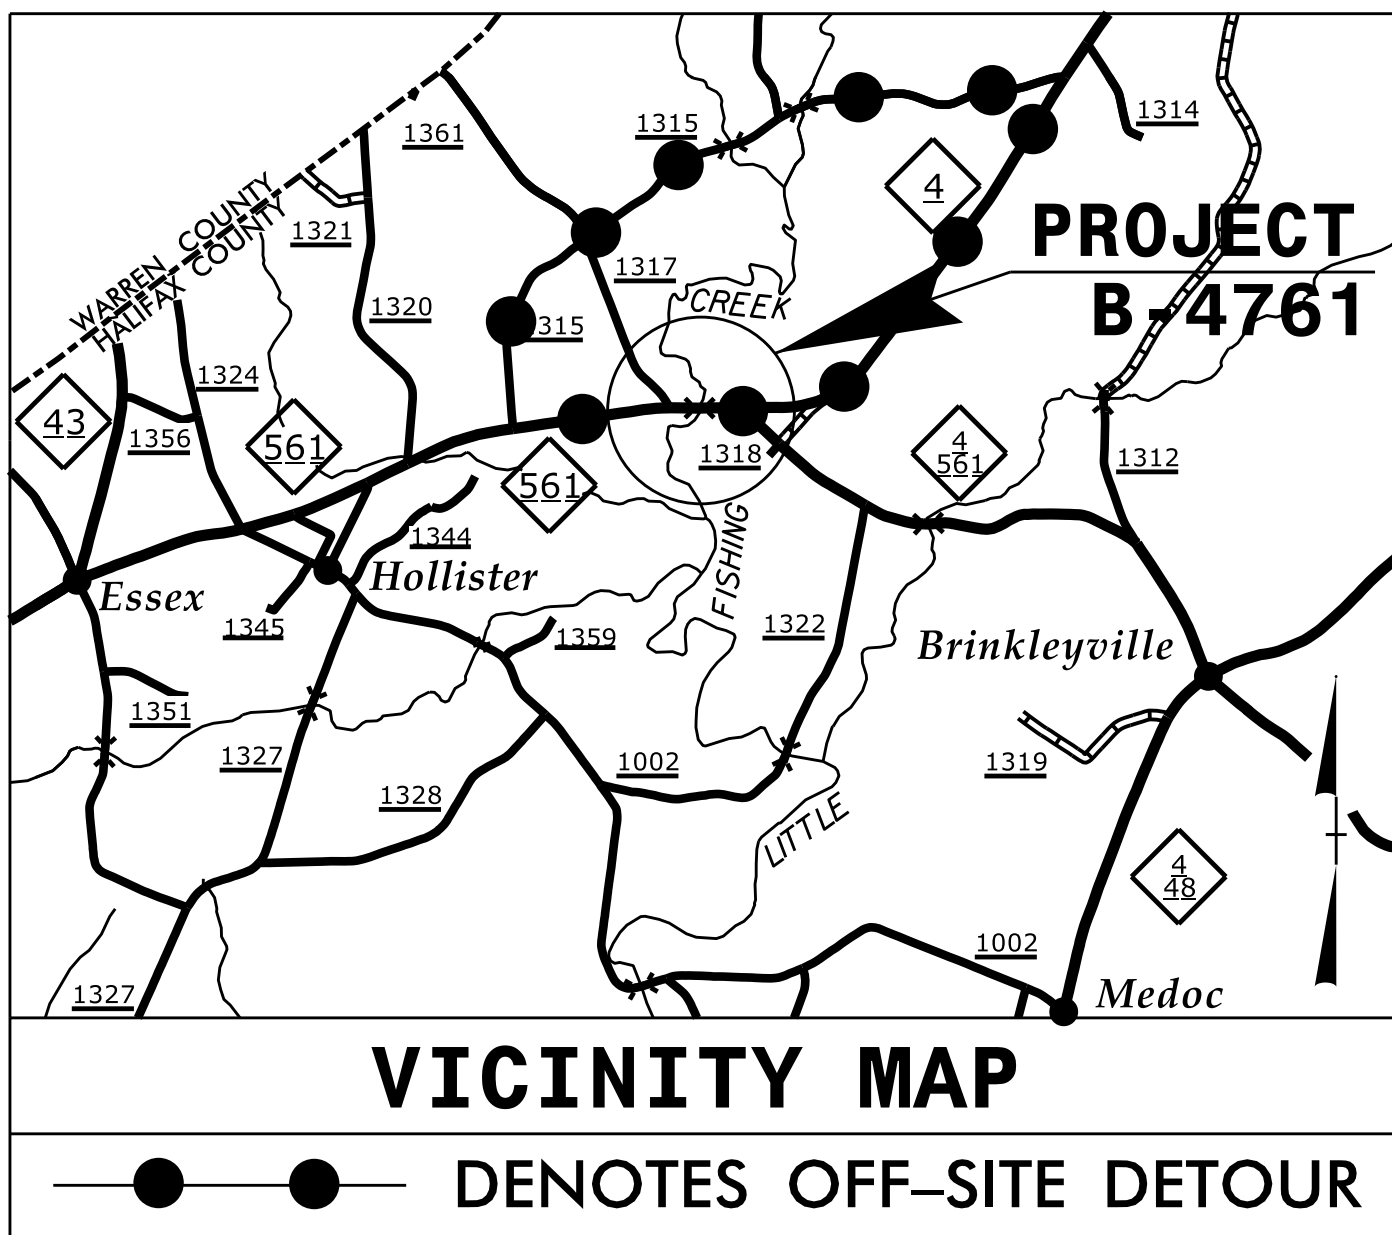 1361
1315
1314
4
PROJECT
B-4761
WARREN COUNTY
HALIFAX COUNTY
1321
1317
CREEK
1320
1315
1324
43
1356
561
561
1318
4
561
1312
1344
FISHING
Essex
Hollister
1345
1359
1322
Brinkleyville
1351
1327
1328
1002
1319
LITTLE
4
48
1002
1327
Medoc
VICINITY MAP
DENOTES OFF–SITE DETOUR